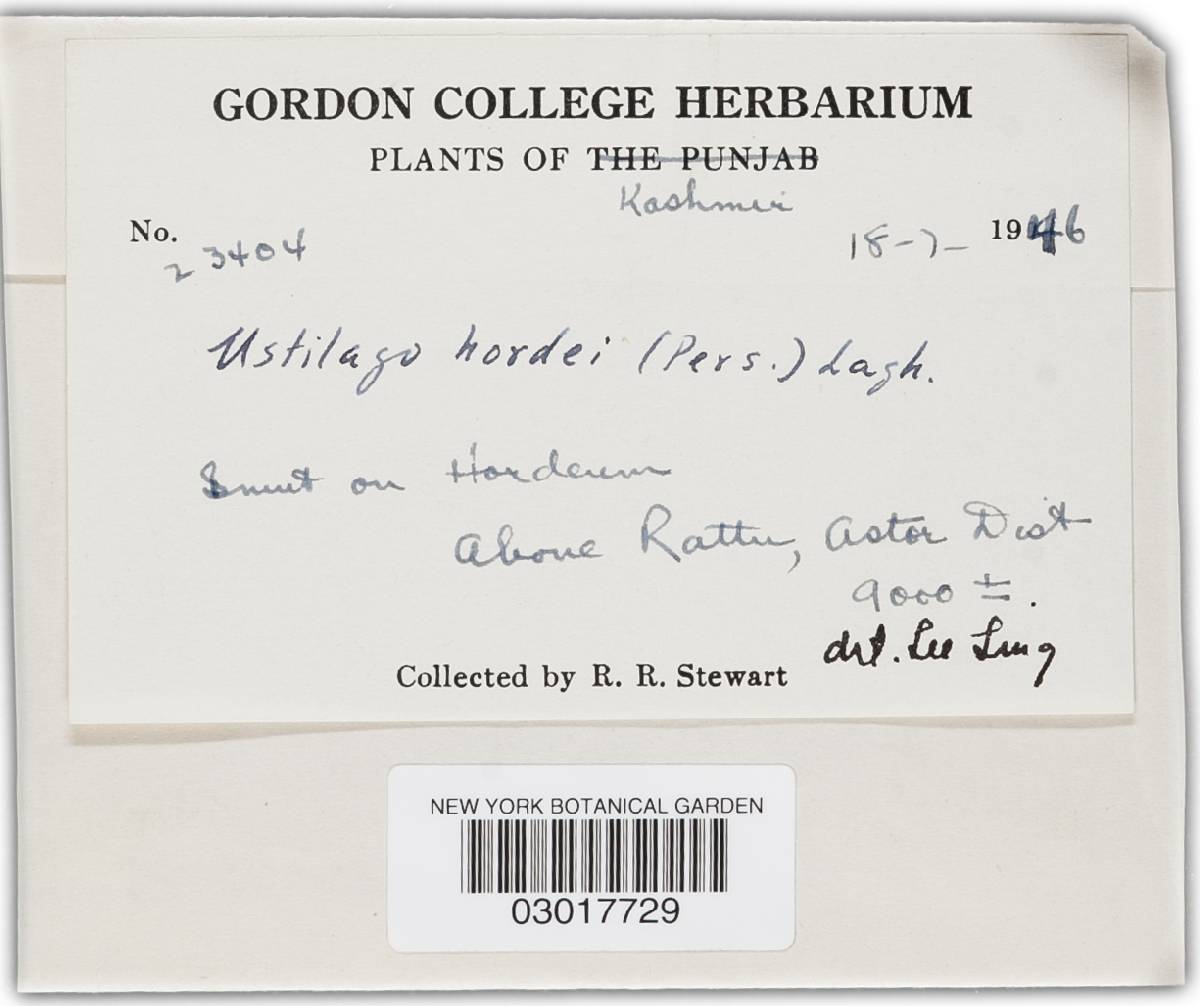 GORDON COLLEGE HERBARIUM
PLANTS OF THE PUNJAB
Kashmir
No. 23404 18-7- 1946
Ustilago hordei (Pers.) Lagh.
Smut on Hordeum
Above Rattu, Astor Dist
9000 ±.
det. Lee Ling
Collected by R. R. Stewart
NEW YORK BOTANICAL GARDEN
03017729